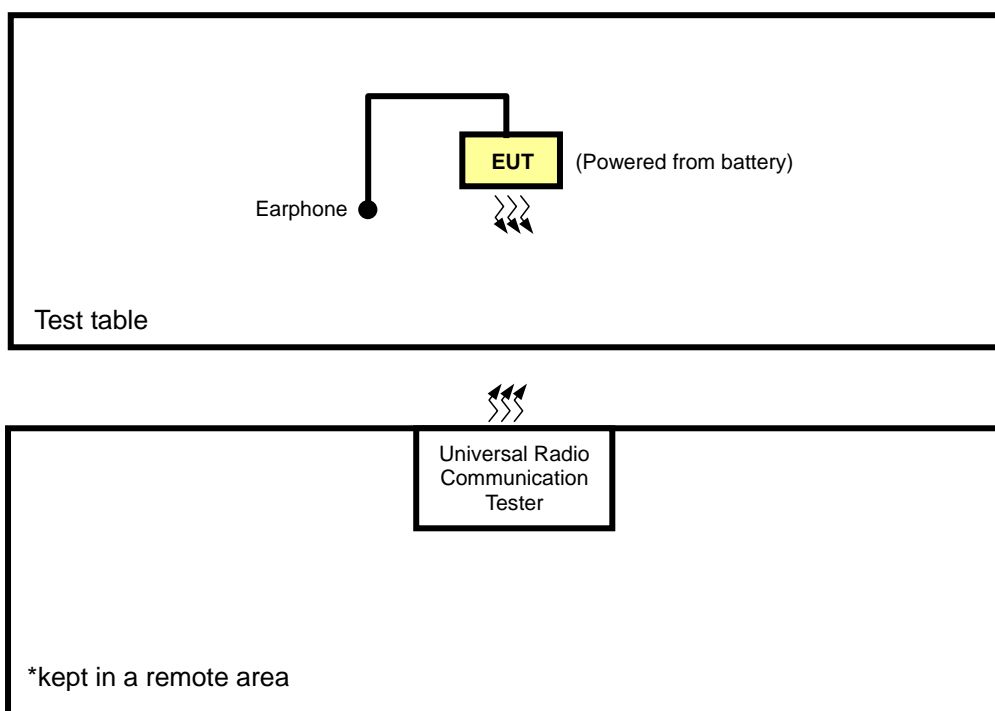 EUT
(Powered from battery)
Earphone
Test table
Universal Radio
Communication
Tester
*kept in a remote area